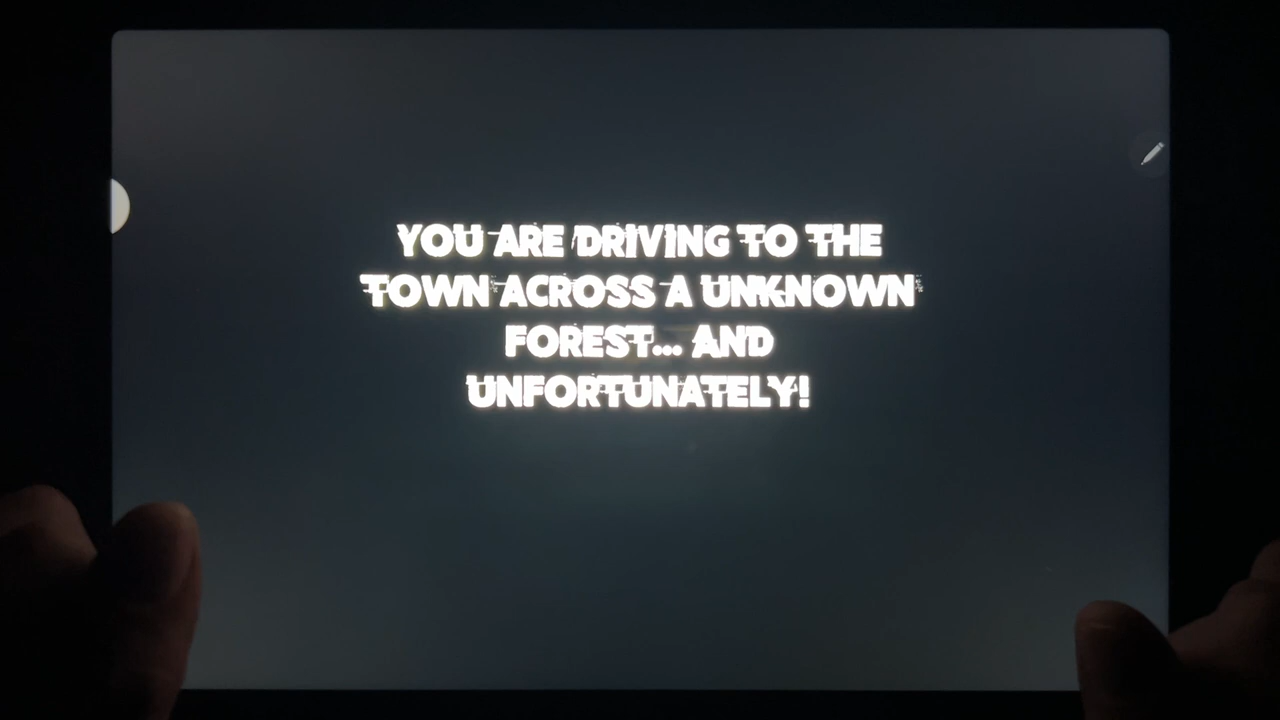 YOU ARE DRIVING TO THE
TOWN ACROSS A UNKNOWN
FOREST... AND
UNFORTUNATELY!